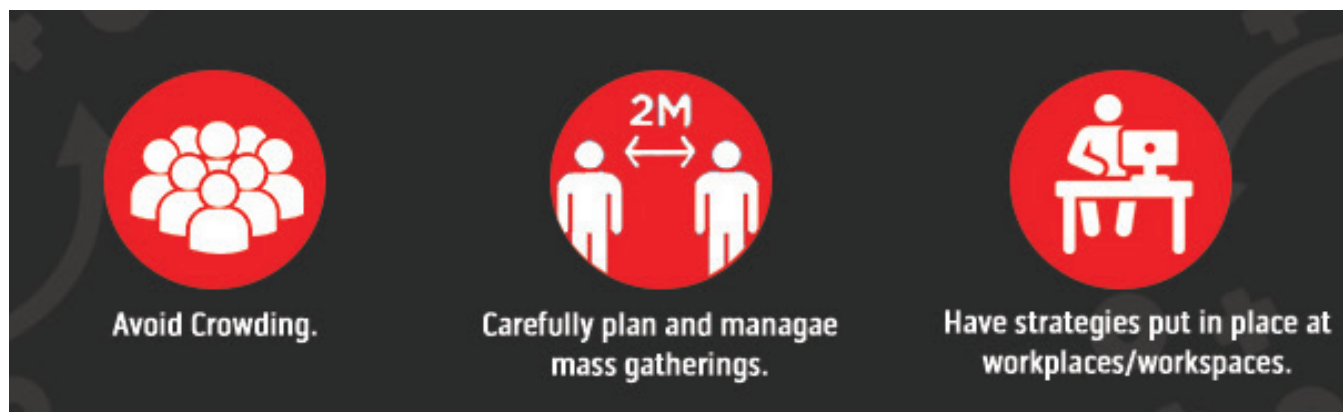 2M
Avoid Crowding.
Carefully plan and managae
mass gatherings.
Have strategies put in place at
workplaces/workspaces.